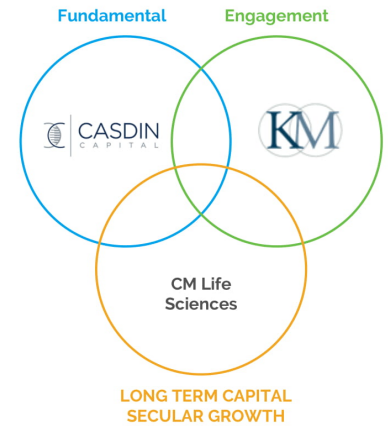 Fundamental
Engagement
CASDIN
CAPITAL
KM
CM Life
Sciences
LONG TERM CAPITAL
SECULAR GROWTH